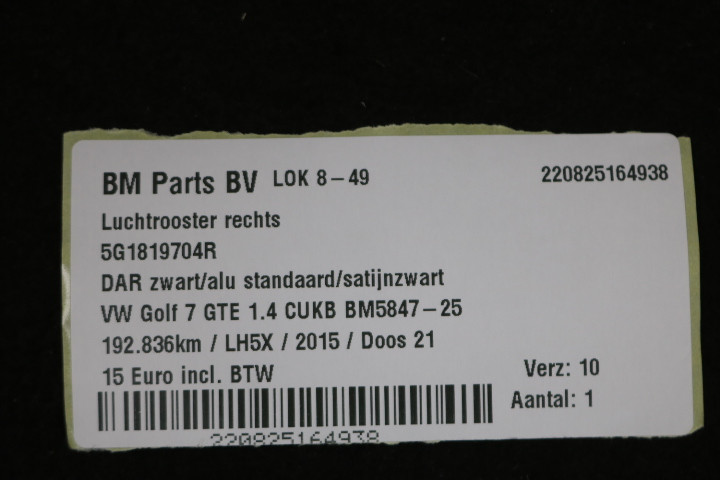 BM Parts BV LOK 8-49 220825164938
Luchtrooster rechts
5G1819704R
DAR zwart/alu standaard/satijnzwart
VW Golf 7 GTE 1.4 CUKB BM5847-25
192.836km / LH5X / 2015 / Doos 21
15 Euro incl. BTW Verz: 10
Aantal: 1
220825164938